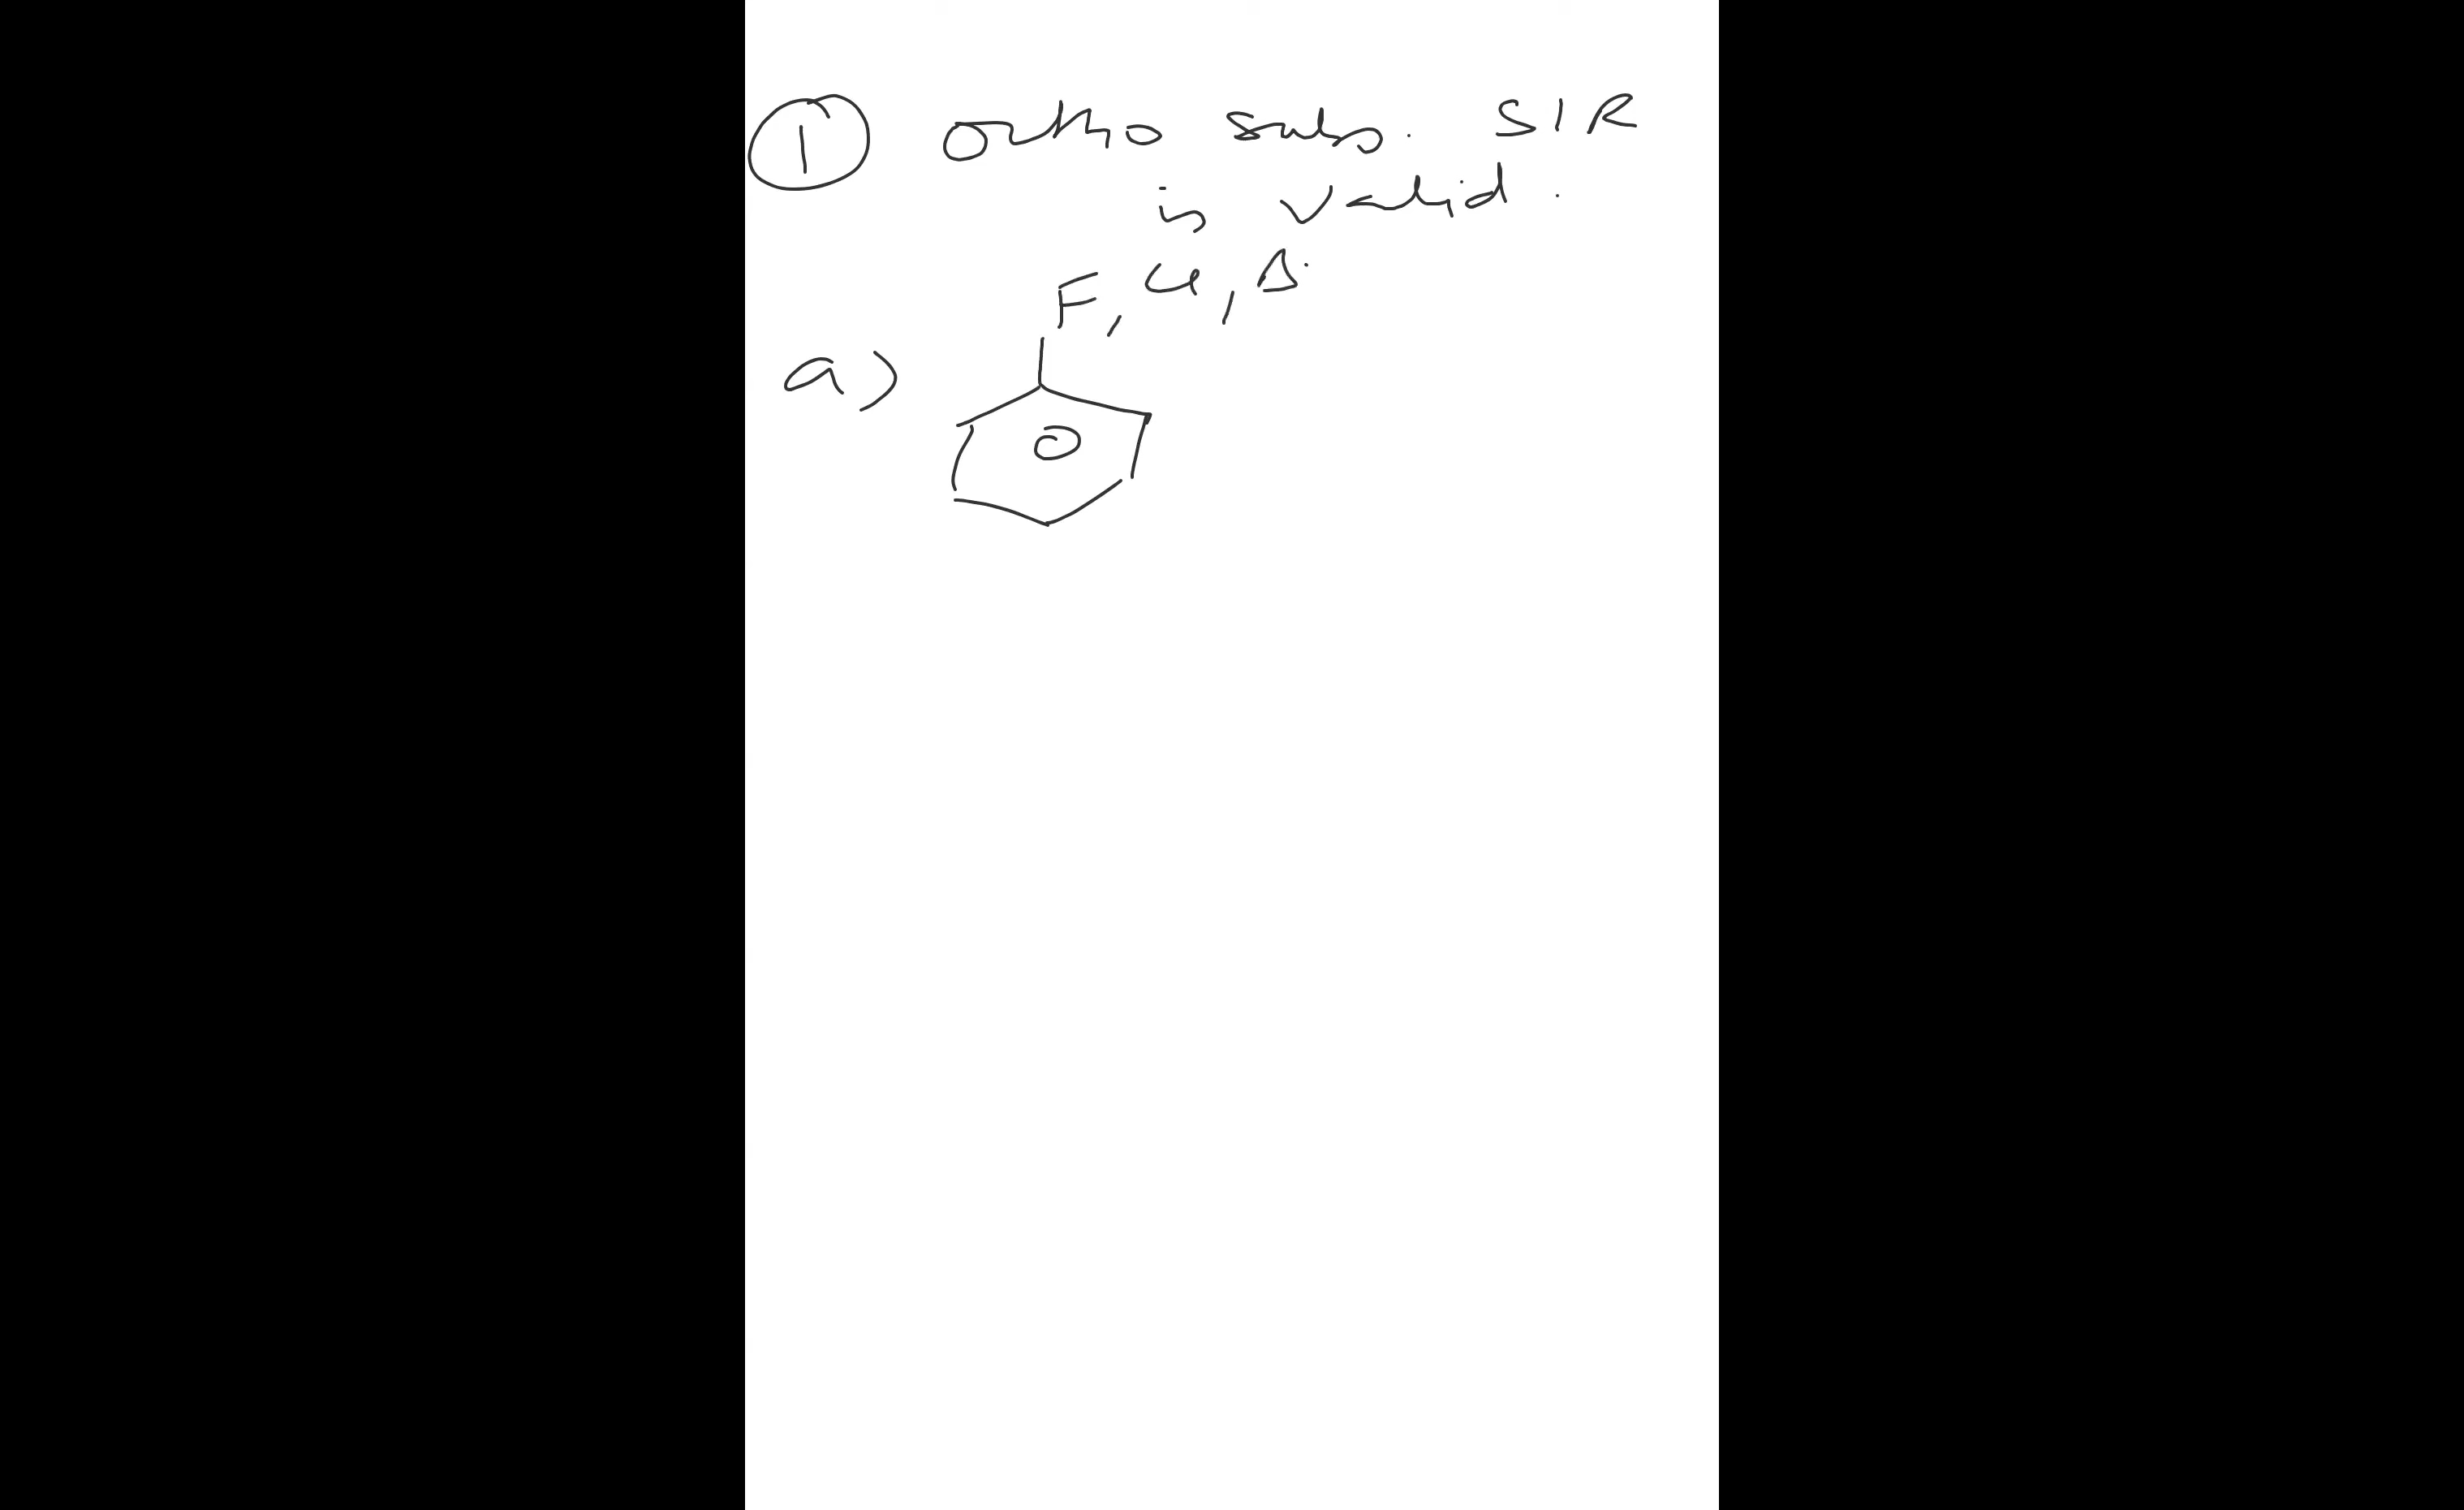 ① ortho subs. SIR
is valid.
F, Cl, Br
a)